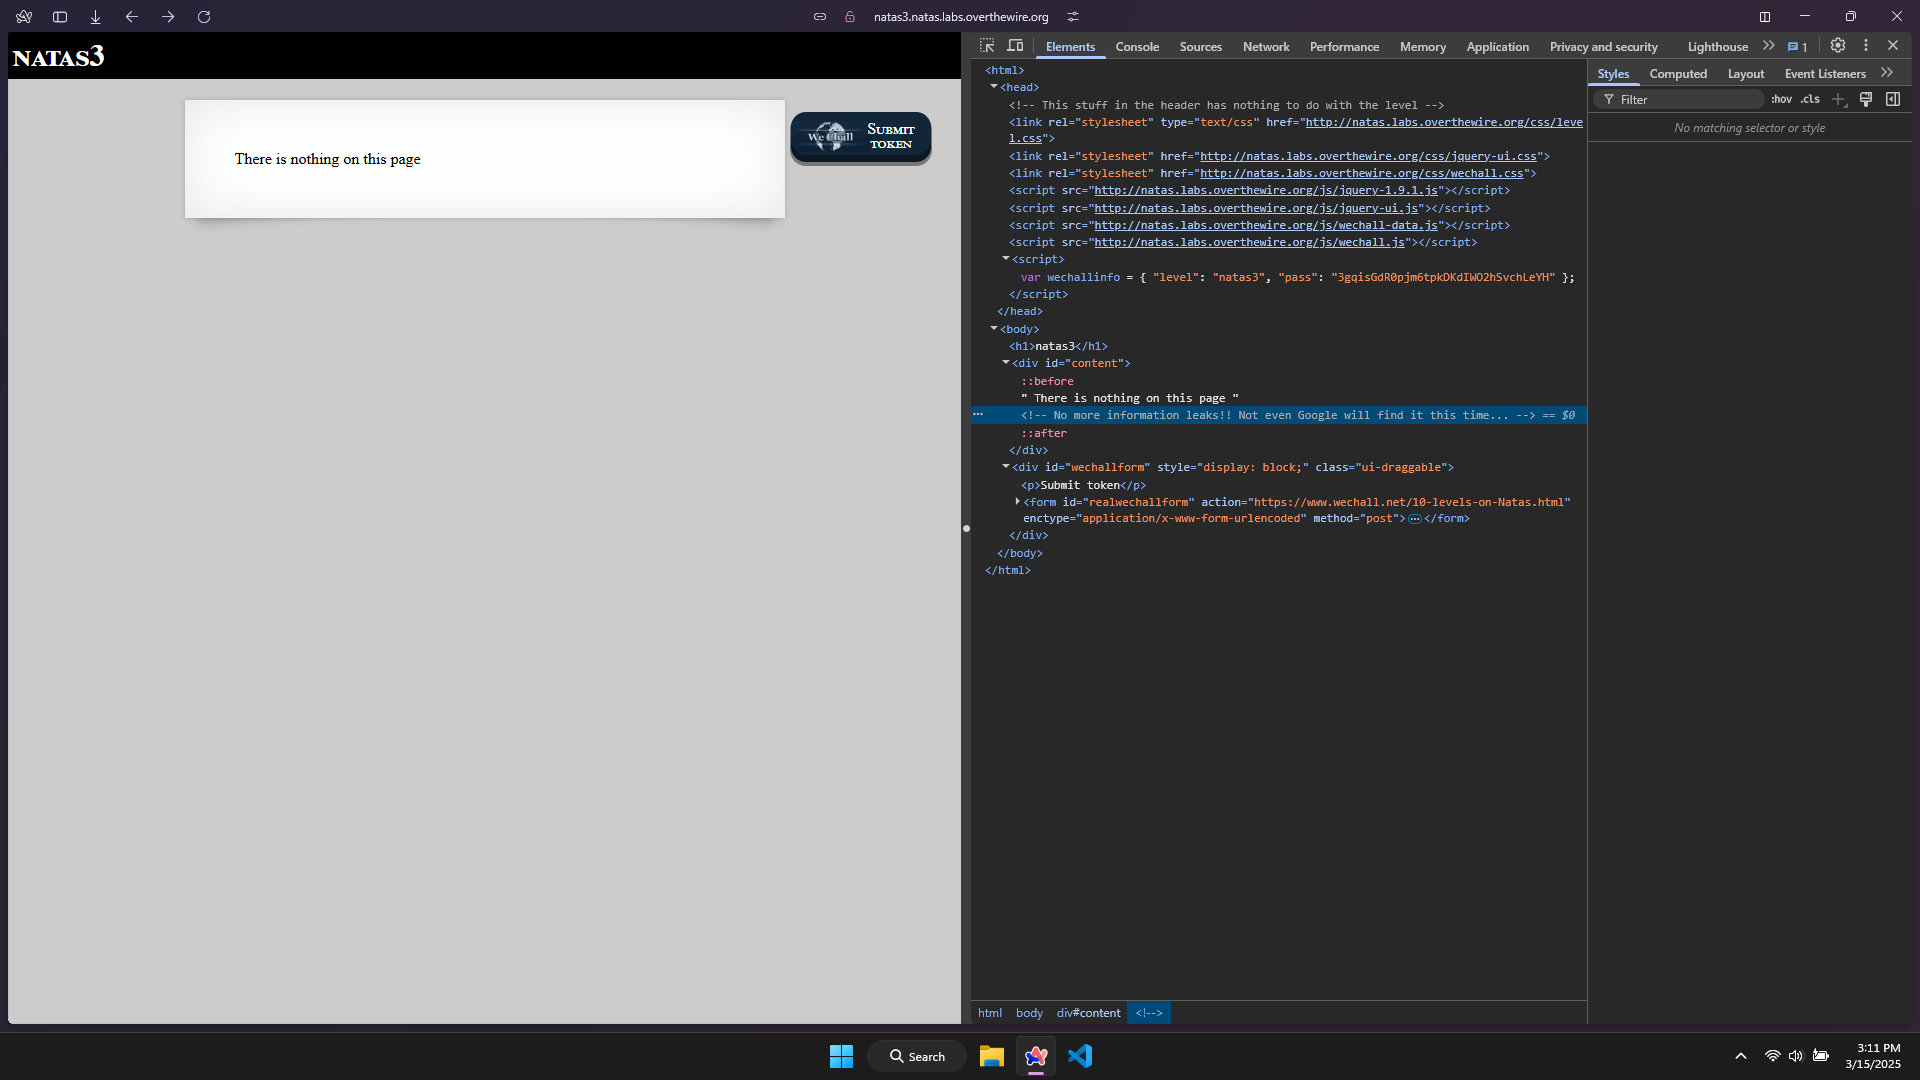 natas3.natas.labs.overthewire.org
NATAS3
There is nothing on this page
We Chall
SUBMIT
TOKEN
Elements Console Sources Network Performance Memory Application Privacy and security Lighthouse 1
<html>
<head>
<!-- This stuff in the header has nothing to do with the level -->
<link rel="stylesheet" type="text/css" href="http://natas.labs.overthewire.org/css/leve
l.css">
<link rel="stylesheet" href="http://natas.labs.overthewire.org/css/jquery-ui.css">
<link rel="stylesheet" href="http://natas.labs.overthewire.org/css/wechall.css">
<script src="http://natas.labs.overthewire.org/js/jquery-1.9.1.js"></script>
<script src="http://natas.labs.overthewire.org/js/jquery-ui.js"></script>
<script src="http://natas.labs.overthewire.org/js/wechall-data.js"></script>
<script src="http://natas.labs.overthewire.org/js/wechall.js"></script>
<script>
var wechallinfo = { "level": "natas3", "pass": "3gqisGdR0pjm6tpkDKdIWO2hSvchLeYH" };
</script>
</head>
<body>
<h1>natas3</h1>
<div id="content">
::before
" There is nothing on this page "
<!-- No more information leaks!! Not even Google will find it this time... --> == $0
::after
</div>
<div id="wechallform" style="display: block;" class="ui-draggable">
<p>Submit token</p>
<form id="realwechallform" action="https://www.wechall.net/10-levels-on-Natas.html"
enctype="application/x-www-form-urlencoded" method="post"></form>
</div>
</body>
</html>
html body div#content <!-->
Styles Computed Layout Event Listeners
Filter :hov .cls
No matching selector or style
Search
3:11 PM
3/15/2025